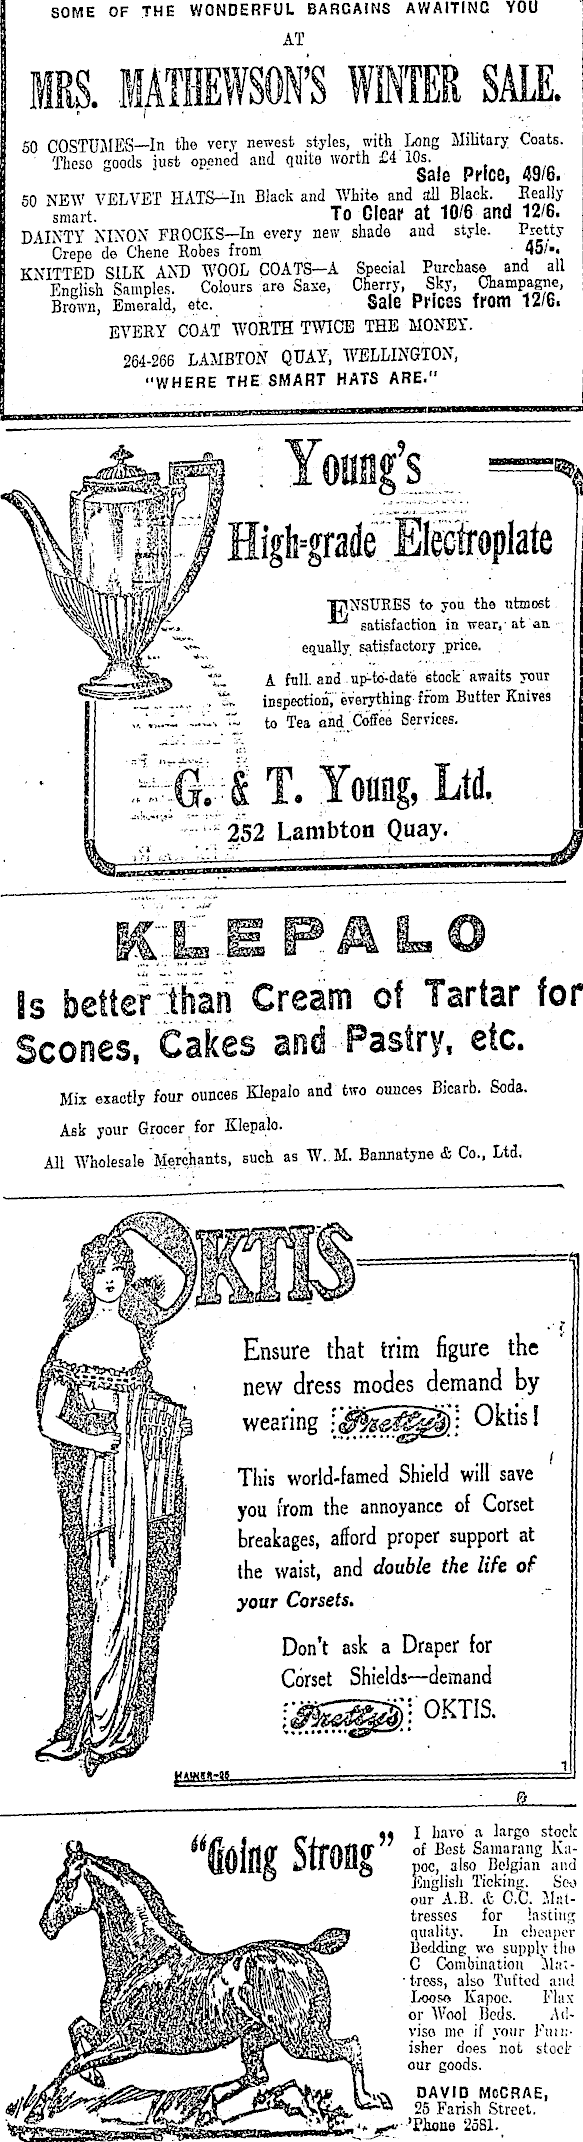 SOME OF THE WONDERFUL BARGAINS AWAITING YOU
AT
MRS. MATHEWSON'S WINTER SALE.
50 COSTUMES—In the very newest styles, with Long Military Coats.
These goods just opened and quite worth £4 10s.
Sale Price, 49/6.
50 NEW VELVET HATS—In Black and White and all Black. Really
smart. To Clear at 10/6 and 12/6.
DAINTY NINON FROCKS—In every new shade and style. Pretty
Crepe de Chene Robes from 45/-.
KNITTED SILK AND WOOL COATS—A Special Purchase and all
English Samples. Colours are Saxe, Cherry, Sky, Champagne,
Brown, Emerald, etc. Sale Prices from 12/6.
EVERY COAT WORTH TWICE THE MONEY.
264-266 LAMBTON QUAY, WELLINGTON,
"WHERE THE SMART HATS ARE."
Young's
High-grade Electroplate
ENSURES to you the utmost
satisfaction in wear, at an
equally satisfactory price.
A full and up-to-date stock awaits your
inspection, everything from Butter Knives
to Tea and Coffee Services.
G. & T. Young, Ltd.
252 Lambton Quay.
KLEPALO
Is better than Cream of Tartar for
Scones, Cakes and Pastry, etc.
Mix exactly four ounces Klepalo and two ounces Bicarb. Soda.
Ask your Grocer for Klepalo.
All Wholesale Merchants, such as W. M. Bannatyne & Co., Ltd.
OKTIS
Ensure that trim figure the
new dress modes demand by
wearing Pretty's Oktis!
This world-famed Shield will save
you from the annoyance of Corset
breakages, afford proper support at
the waist, and double the life of
your Corsets.
Don't ask a Draper for
Corset Shields—demand
Pretty's OKTIS.
"Going Strong"
I have a large stock
of Best Samarang Ka-
poc, also Belgian and
English Ticking. See
our A.B. & C.C. Mat-
tresses for lasting
quality. In cheaper
Bedding we supply the
C Combination Mat-
tress, also Tufted and
Loose Kapoc. Flax
or Wool Beds. Ad-
vise me if your Furn-
isher does not stock
our goods.
DAVID McCRAE,
25 Farish Street.
'Phone 2581.